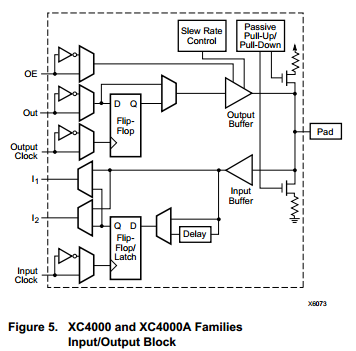 Slew Rate
Control
Passive
Pull-Up/
Pull-Down
OE
Out
D Q
Flip-
Flop
Output
Buffer
Output
Clock
Pad
I1
I2
Input
Buffer
Q D
Flip-
Flop/
Latch
Delay
Input
Clock
X6073
Figure 5. XC4000 and XC4000A Families
Input/Output Block